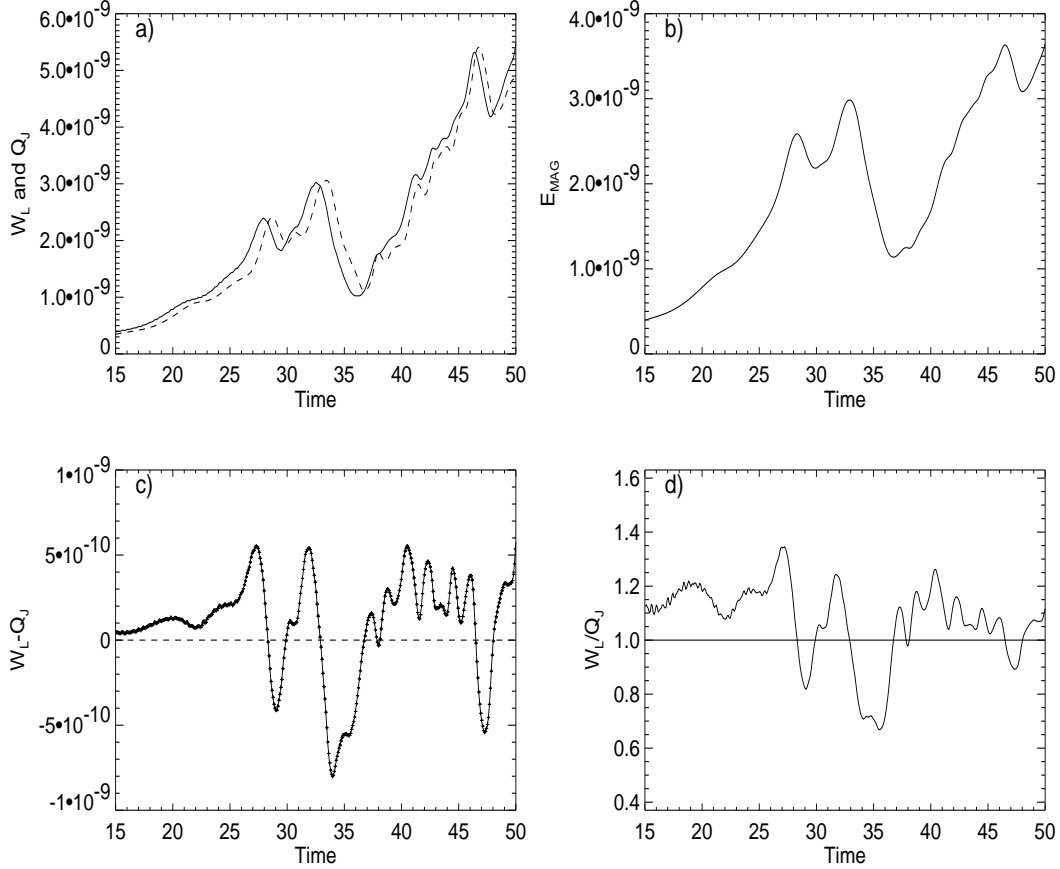 a)
6.0•10⁻⁹
5.0•10⁻⁹
4.0•10⁻⁹
3.0•10⁻⁹
2.0•10⁻⁹
1.0•10⁻⁹
0
W_L and Q_J
15 20 25 30 35 40 45 50
Time
b)
4.0•10⁻⁹
3.0•10⁻⁹
2.0•10⁻⁹
1.0•10⁻⁹
0
E_MAG
15 20 25 30 35 40 45 50
Time
c)
1•10⁻⁹
5•10⁻¹⁰
0
-5•10⁻¹⁰
-1•10⁻⁹
W_L-Q_J
15 20 25 30 35 40 45 50
Time
d)
1.6
1.4
1.2
1.0
0.8
0.6
0.4
W_L/Q_J
15 20 25 30 35 40 45 50
Time